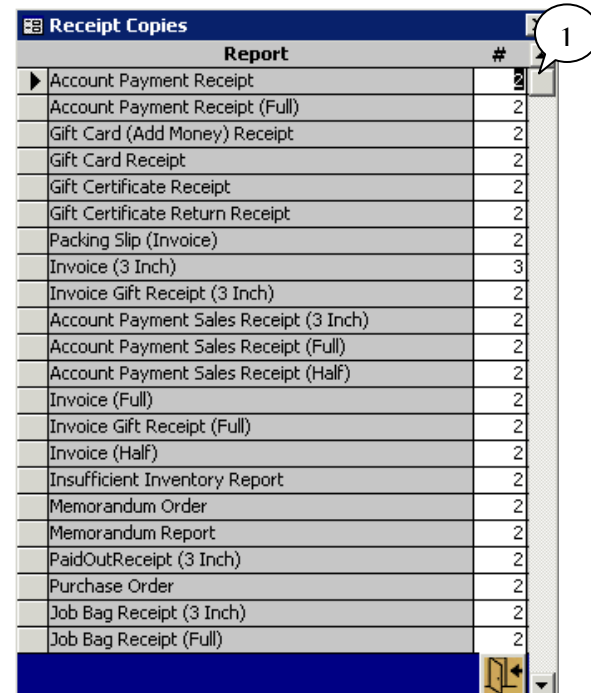 Receipt Copies
1
Report #
Account Payment Receipt 2
Account Payment Receipt (Full) 2
Gift Card (Add Money) Receipt 2
Gift Card Receipt 2
Gift Certificate Receipt 2
Gift Certificate Return Receipt 2
Packing Slip (Invoice) 2
Invoice (3 Inch) 3
Invoice Gift Receipt (3 Inch) 2
Account Payment Sales Receipt (3 Inch) 2
Account Payment Sales Receipt (Full) 2
Account Payment Sales Receipt (Half) 2
Invoice (Full) 2
Invoice Gift Receipt (Full) 2
Invoice (Half) 2
Insufficient Inventory Report 2
Memorandum Order 2
Memorandum Report 2
PaidOutReceipt (3 Inch) 2
Purchase Order 2
Job Bag Receipt (3 Inch) 2
Job Bag Receipt (Full) 2